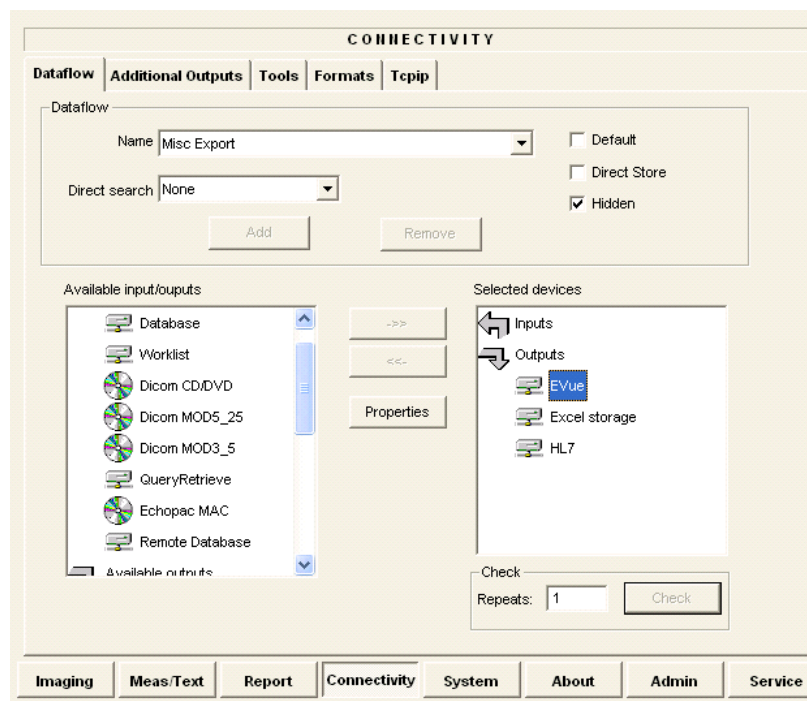 CONNECTIVITY
Dataflow Additional Outputs Tools Formats Tcpip
Dataflow
Name Misc Export
Default
Direct Store
Direct search None
Hidden
Add Remove
Available input/ouputs
Database
Worklist
Dicom CD/DVD
Dicom MOD5_25
Dicom MOD3_5
QueryRetrieve
Echopac MAC
Remote Database
Available outputs
->>
<<-
Properties
Selected devices
Inputs
Outputs
EVue
Excel storage
HL7
Check
Repeats: 1 Check
Imaging Meas/Text Report Connectivity System About Admin Service